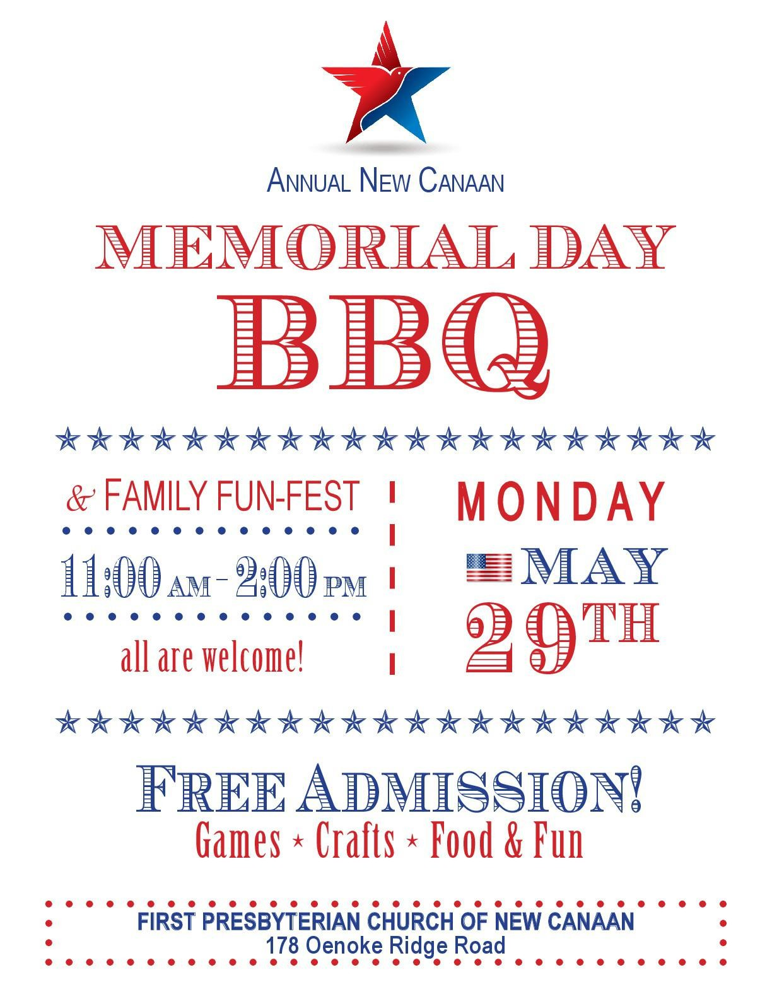 Annual New Canaan
MEMORIAL DAY
BBQ
& FAMILY FUN-FEST
11:00 AM - 2:00 PM
all are welcome!
MONDAY
MAY
29TH
FREE ADMISSION!
Games ⋆ Crafts ⋆ Food & Fun
FIRST PRESBYTERIAN CHURCH OF NEW CANAAN
178 Oenoke Ridge Road